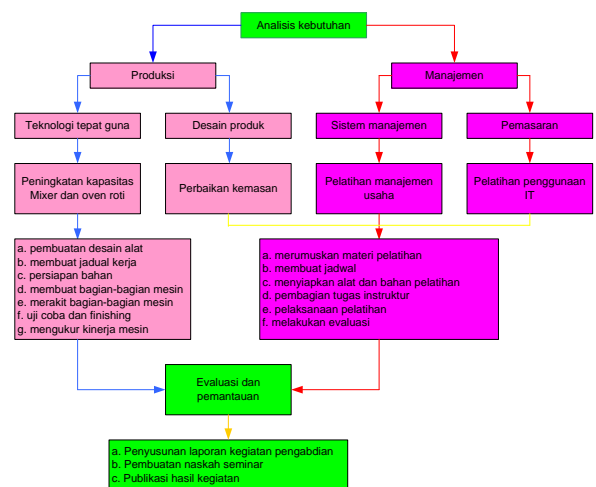 Analisis kebutuhan
Produksi
Manajemen
Teknologi tepat guna
Desain produk
Sistem manajemen
Pemasaran
Peningkatan kapasitas
Mixer dan oven roti
Perbaikan kemasan
Pelatihan manajemen
usaha
Pelatihan penggunaan
IT
a. pembuatan desain alat
b. membuat jadual kerja
c. persiapan bahan
d. membuat bagian-bagian mesin
e. merakit bagian-bagian mesin
f. uji coba dan finishing
g. mengukur kinerja mesin
a. merumuskan materi pelatihan
b. membuat jadwal
c. menyiapkan alat dan bahan pelatihan
d. pembagian tugas instruktur
e. pelaksanaan pelatihan
f. melakukan evaluasi
Evaluasi dan
pemantauan
a. Penyusunan laporan kegiatan pengabdian
b. Pembuatan naskah seminar
c. Publikasi hasil kegiatan